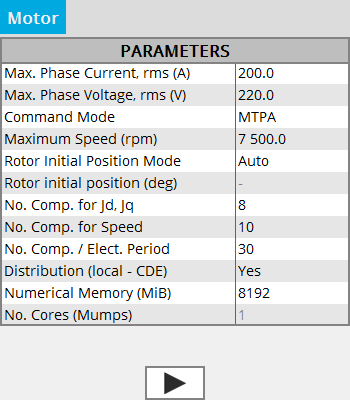 Motor
PARAMETERS
Max. Phase Current, rms (A) 200.0
Max. Phase Voltage, rms (V) 220.0
Command Mode MTPA
Maximum Speed (rpm) 7 500.0
Rotor Initial Position Mode Auto
Rotor initial position (deg) -
No. Comp. for Jd, Jq 8
No. Comp. for Speed 10
No. Comp. / Elect. Period 30
Distribution (local - CDE) Yes
Numerical Memory (MiB) 8192
No. Cores (Mumps) 1